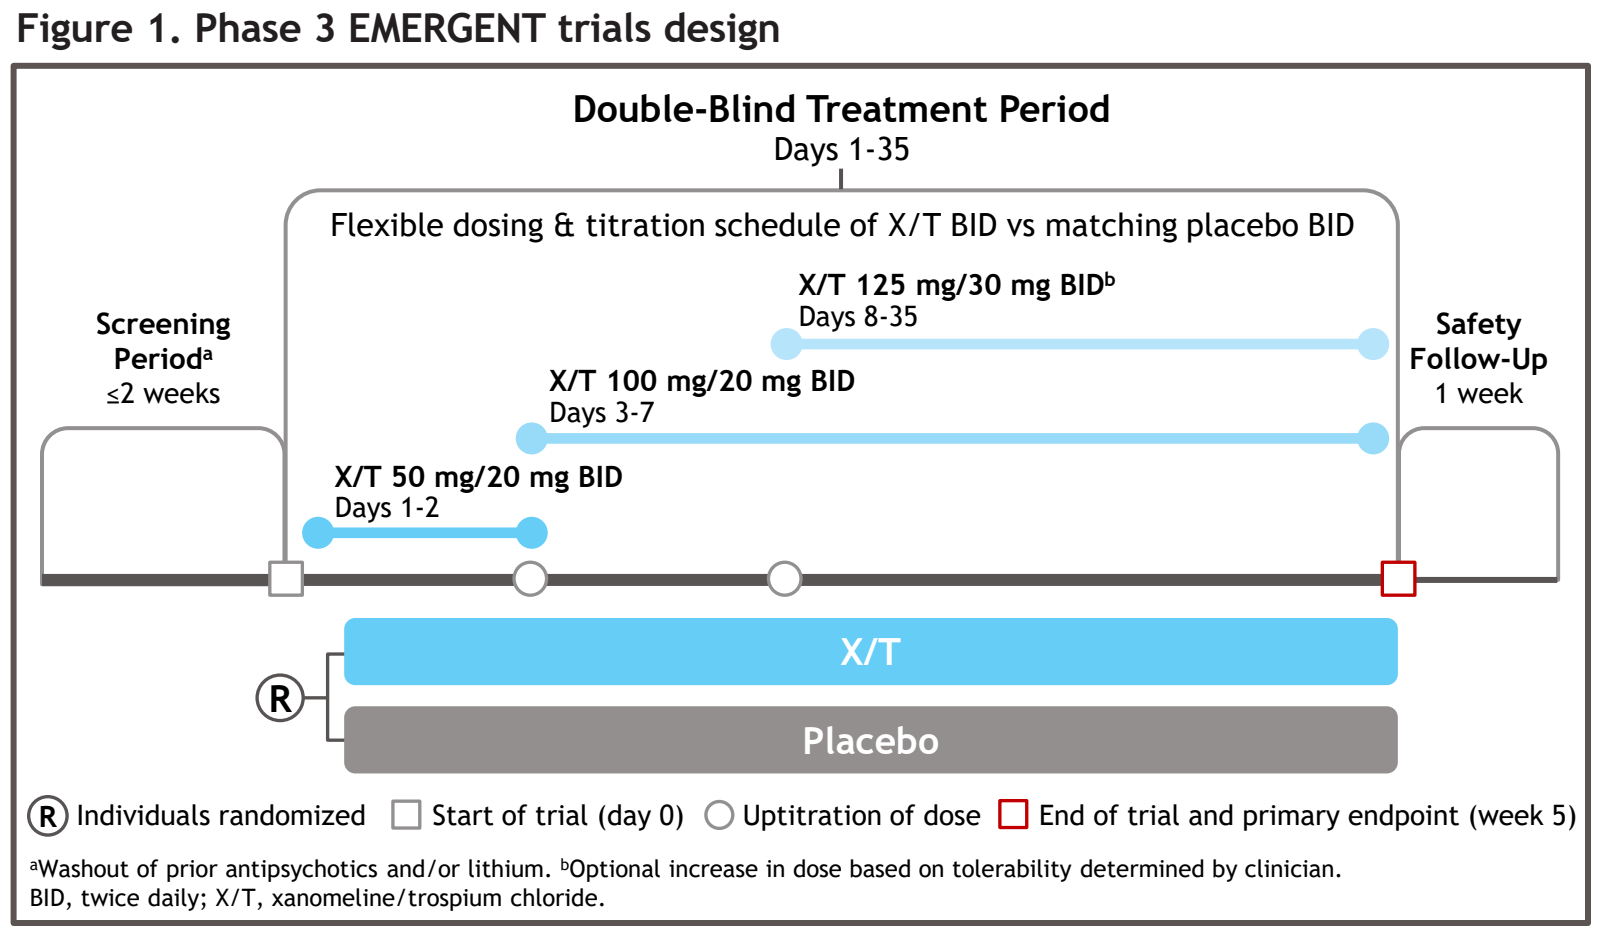 Figure 1. Phase 3 EMERGENT trials design
Double-Blind Treatment Period
Days 1-35
Flexible dosing & titration schedule of X/T BID vs matching placebo BID
X/T 125 mg/30 mg BIDᵇ
Days 8-35
Screening
Periodᵃ
≤2 weeks
Safety
Follow-Up
1 week
X/T 100 mg/20 mg BID
Days 3-7
X/T 50 mg/20 mg BID
Days 1-2
X/T
R
Placebo
R Individuals randomized Start of trial (day 0) Uptitration of dose End of trial and primary endpoint (week 5)
ᵃWashout of prior antipsychotics and/or lithium. ᵇOptional increase in dose based on tolerability determined by clinician.
BID, twice daily; X/T, xanomeline/trospium chloride.